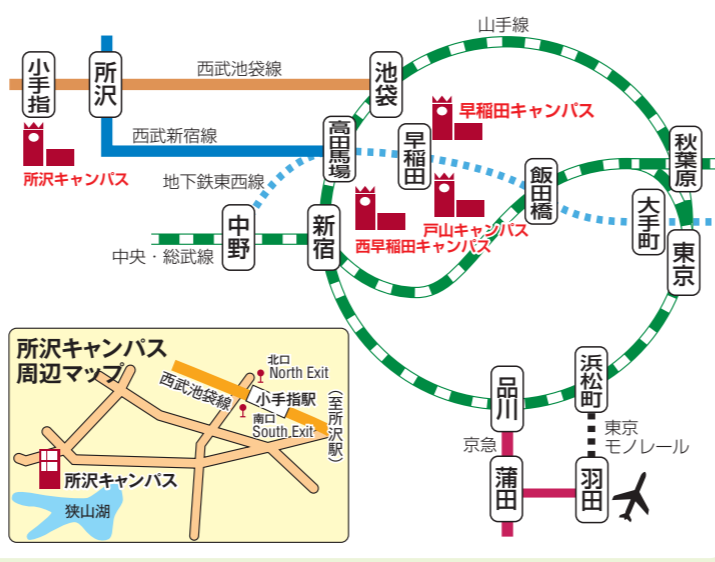 山手線
小手指
所沢
西武池袋線
池袋
早稲田キャンパス
西武新宿線
高田馬場
早稲田
秋葉原
所沢キャンパス
地下鉄東西線
飯田橋
大手町
中野
新宿
戸山キャンパス
西早稲田キャンパス
東京
中央・総武線
所沢キャンパス
周辺マップ
北口
North Exit
西武池袋線
小手指駅
南口
South Exit
(至所沢駅)
所沢キャンパス
狭山湖
品川
浜松町
京急
東京
モノレール
蒲田
羽田